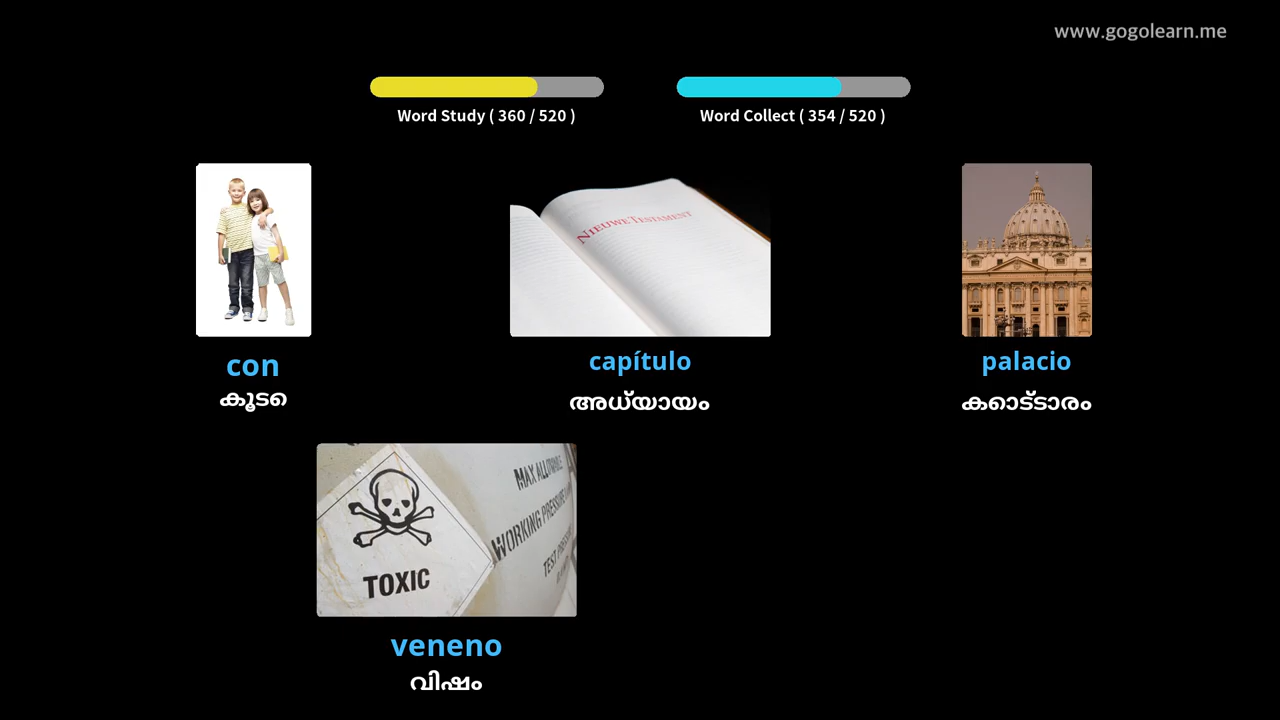 www.gogolearn.me
Word Study ( 360 / 520 )
Word Collect ( 354 / 520 )
NIEUWE TESTAMENT
con
കൂടെ
capítulo
അധ്യായം
palacio
കൊട്ടാരം
MAX ALLOWABLE
WORKING PRESSURE
TOXIC
veneno
വിഷം